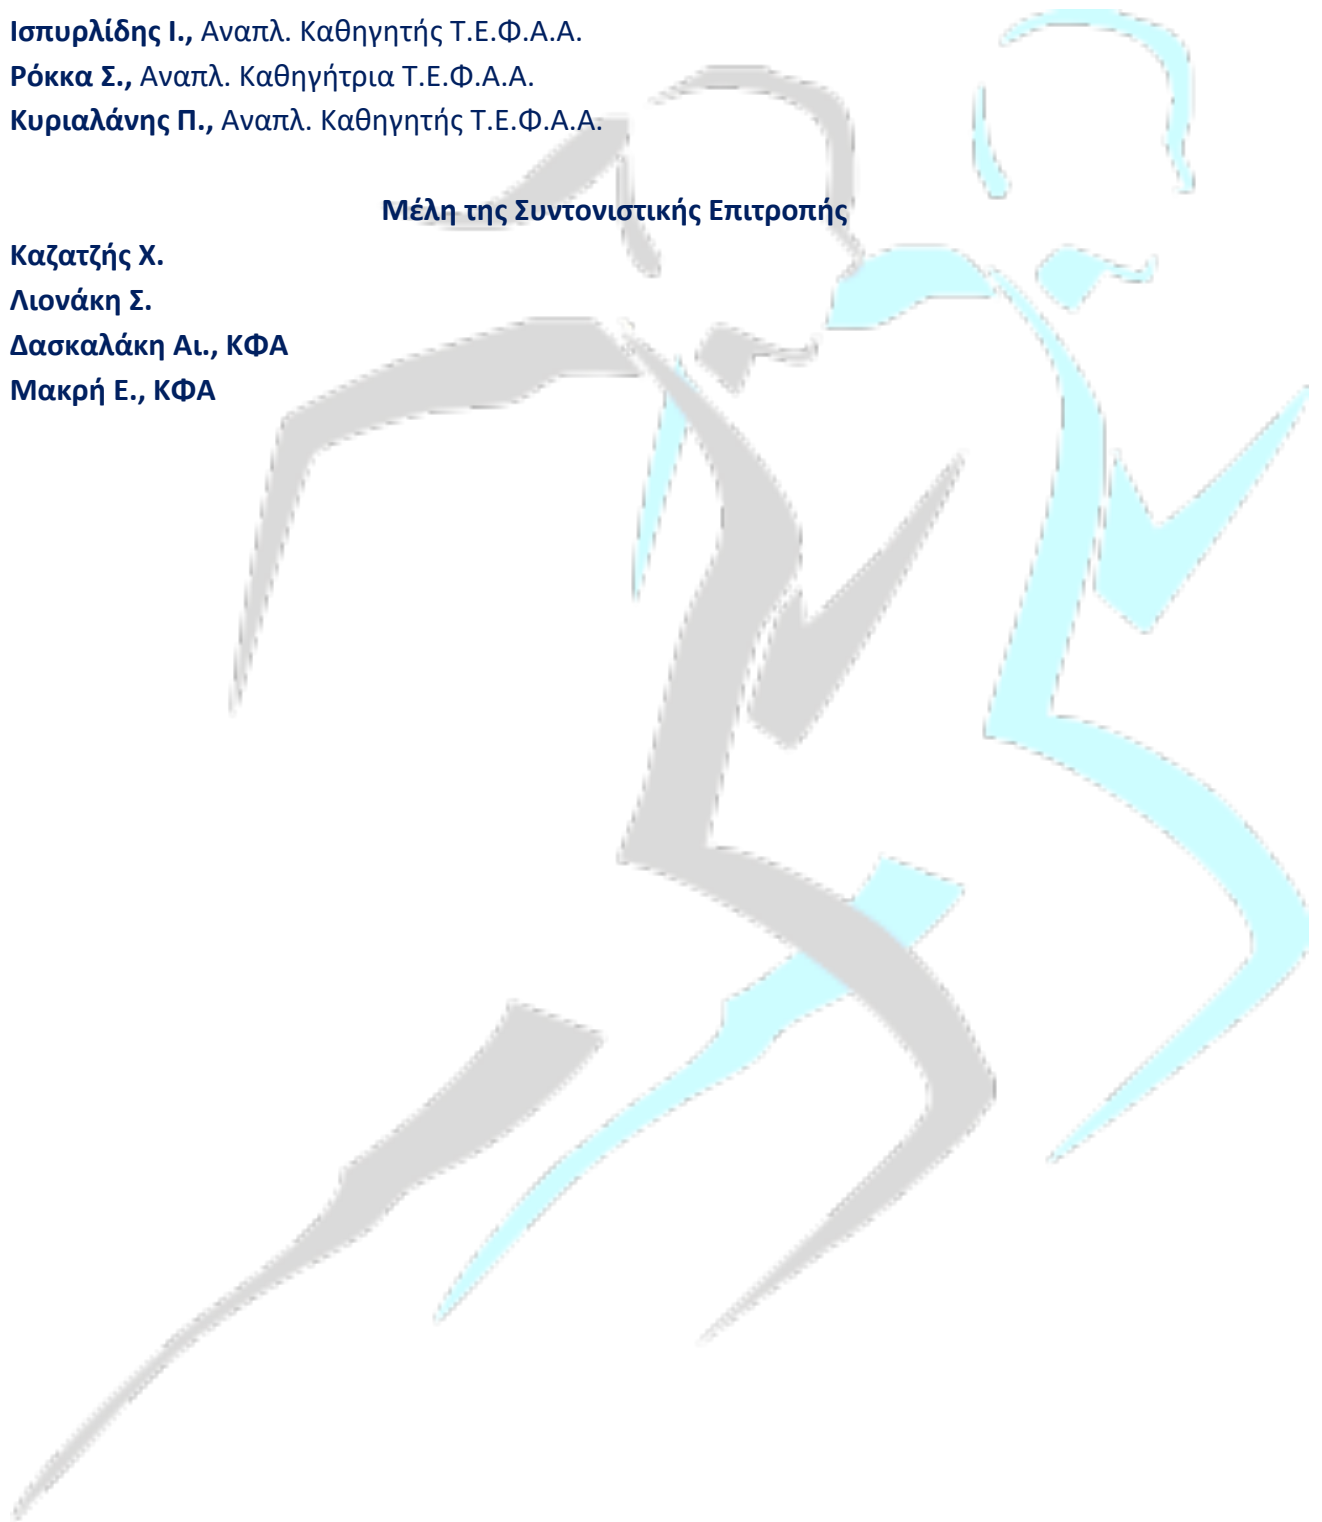 Ισπυρλίδης Ι., Αναπλ. Καθηγητής Τ.Ε.Φ.Α.Α.
Ρόκκα Σ., Αναπλ. Καθηγήτρια Τ.Ε.Φ.Α.Α.
Κυριαλάνης Π., Αναπλ. Καθηγητής Τ.Ε.Φ.Α.Α.
Μέλη της Συντονιστικής Επιτροπής
Καζατζής Χ.
Λιονάκη Σ.
Δασκαλάκη Αι., ΚΦΑ
Μακρή Ε., ΚΦΑ